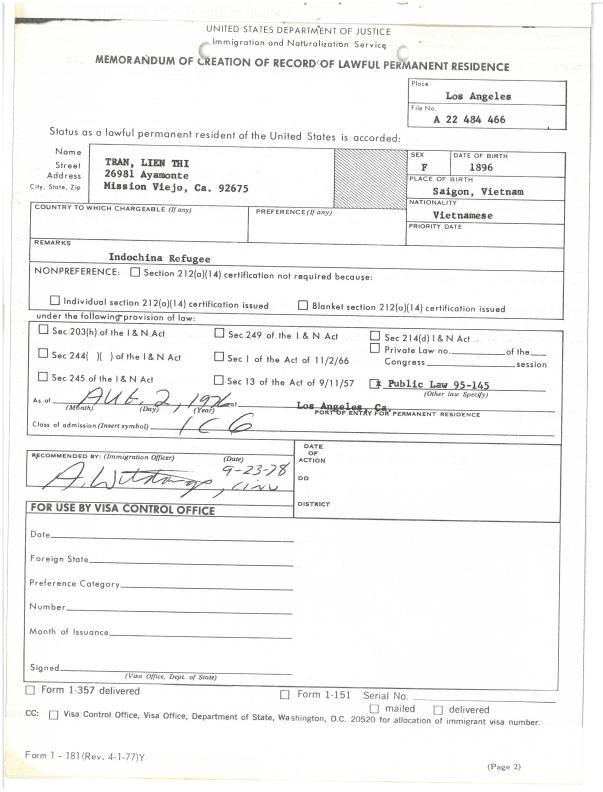 UNITED STATES DEPARTMENT OF JUSTICE
Immigration and Naturalization Service
MEMORANDUM OF CREATION OF RECORD OF LAWFUL PERMANENT RESIDENCE
Place
Los Angeles
File No.
A 22 484 466
Status as a lawful permanent resident of the United States is accorded:
Name
Street
Address
City, State, Zip
TRAN, LIEN THI
26981 Ayamonte
Mission Viejo, Ca. 92675
SEX
F
DATE OF BIRTH
1896
PLACE OF BIRTH
Saigon, Vietnam
NATIONALITY
Vietnamese
COUNTRY TO WHICH CHARGEABLE (If any)
PREFERENCE (If any)
PRIORITY DATE
REMARKS
Indochina Refugee
NONPREFERENCE: Section 212(a)(14) certification not required because:
Individual section 212(a)(14) certification issued
Blanket section 212(a)(14) certification issued
under the following provision of law:
Sec 203(h) of the I & N Act
Sec 249 of the I & N Act
Sec 214(d) I & N Act
Private Law no. of the
Congress session
Sec 244( )( ) of the I & N Act
Sec 1 of the Act of 11/2/66
Sec 245 of the I & N Act
Sec 13 of the Act of 9/11/57
x Public Law 95-145
(Other law Specify)
As of AUG. 2, 1976 at Los Angeles, Ca.
(Month) (Day) (Year)
PORT OF ENTRY FOR PERMANENT RESIDENCE
Class of admission (Insert symbol) IC6
RECOMMENDED BY: (Immigration Officer) (Date)
9-23-78
DATE
OF
ACTION
DD
DISTRICT
FOR USE BY VISA CONTROL OFFICE
Date
Foreign State
Preference Category
Number
Month of Issuance
Signed
(Visa Office, Dept. of State)
Form 1-357 delivered
Form 1-151 Serial No.
mailed delivered
CC: Visa Control Office, Visa Office, Department of State, Washington, D.C. 20520 for allocation of immigrant visa number.
Form 1 - 181 (Rev. 4-1-77)Y
(Page 2)